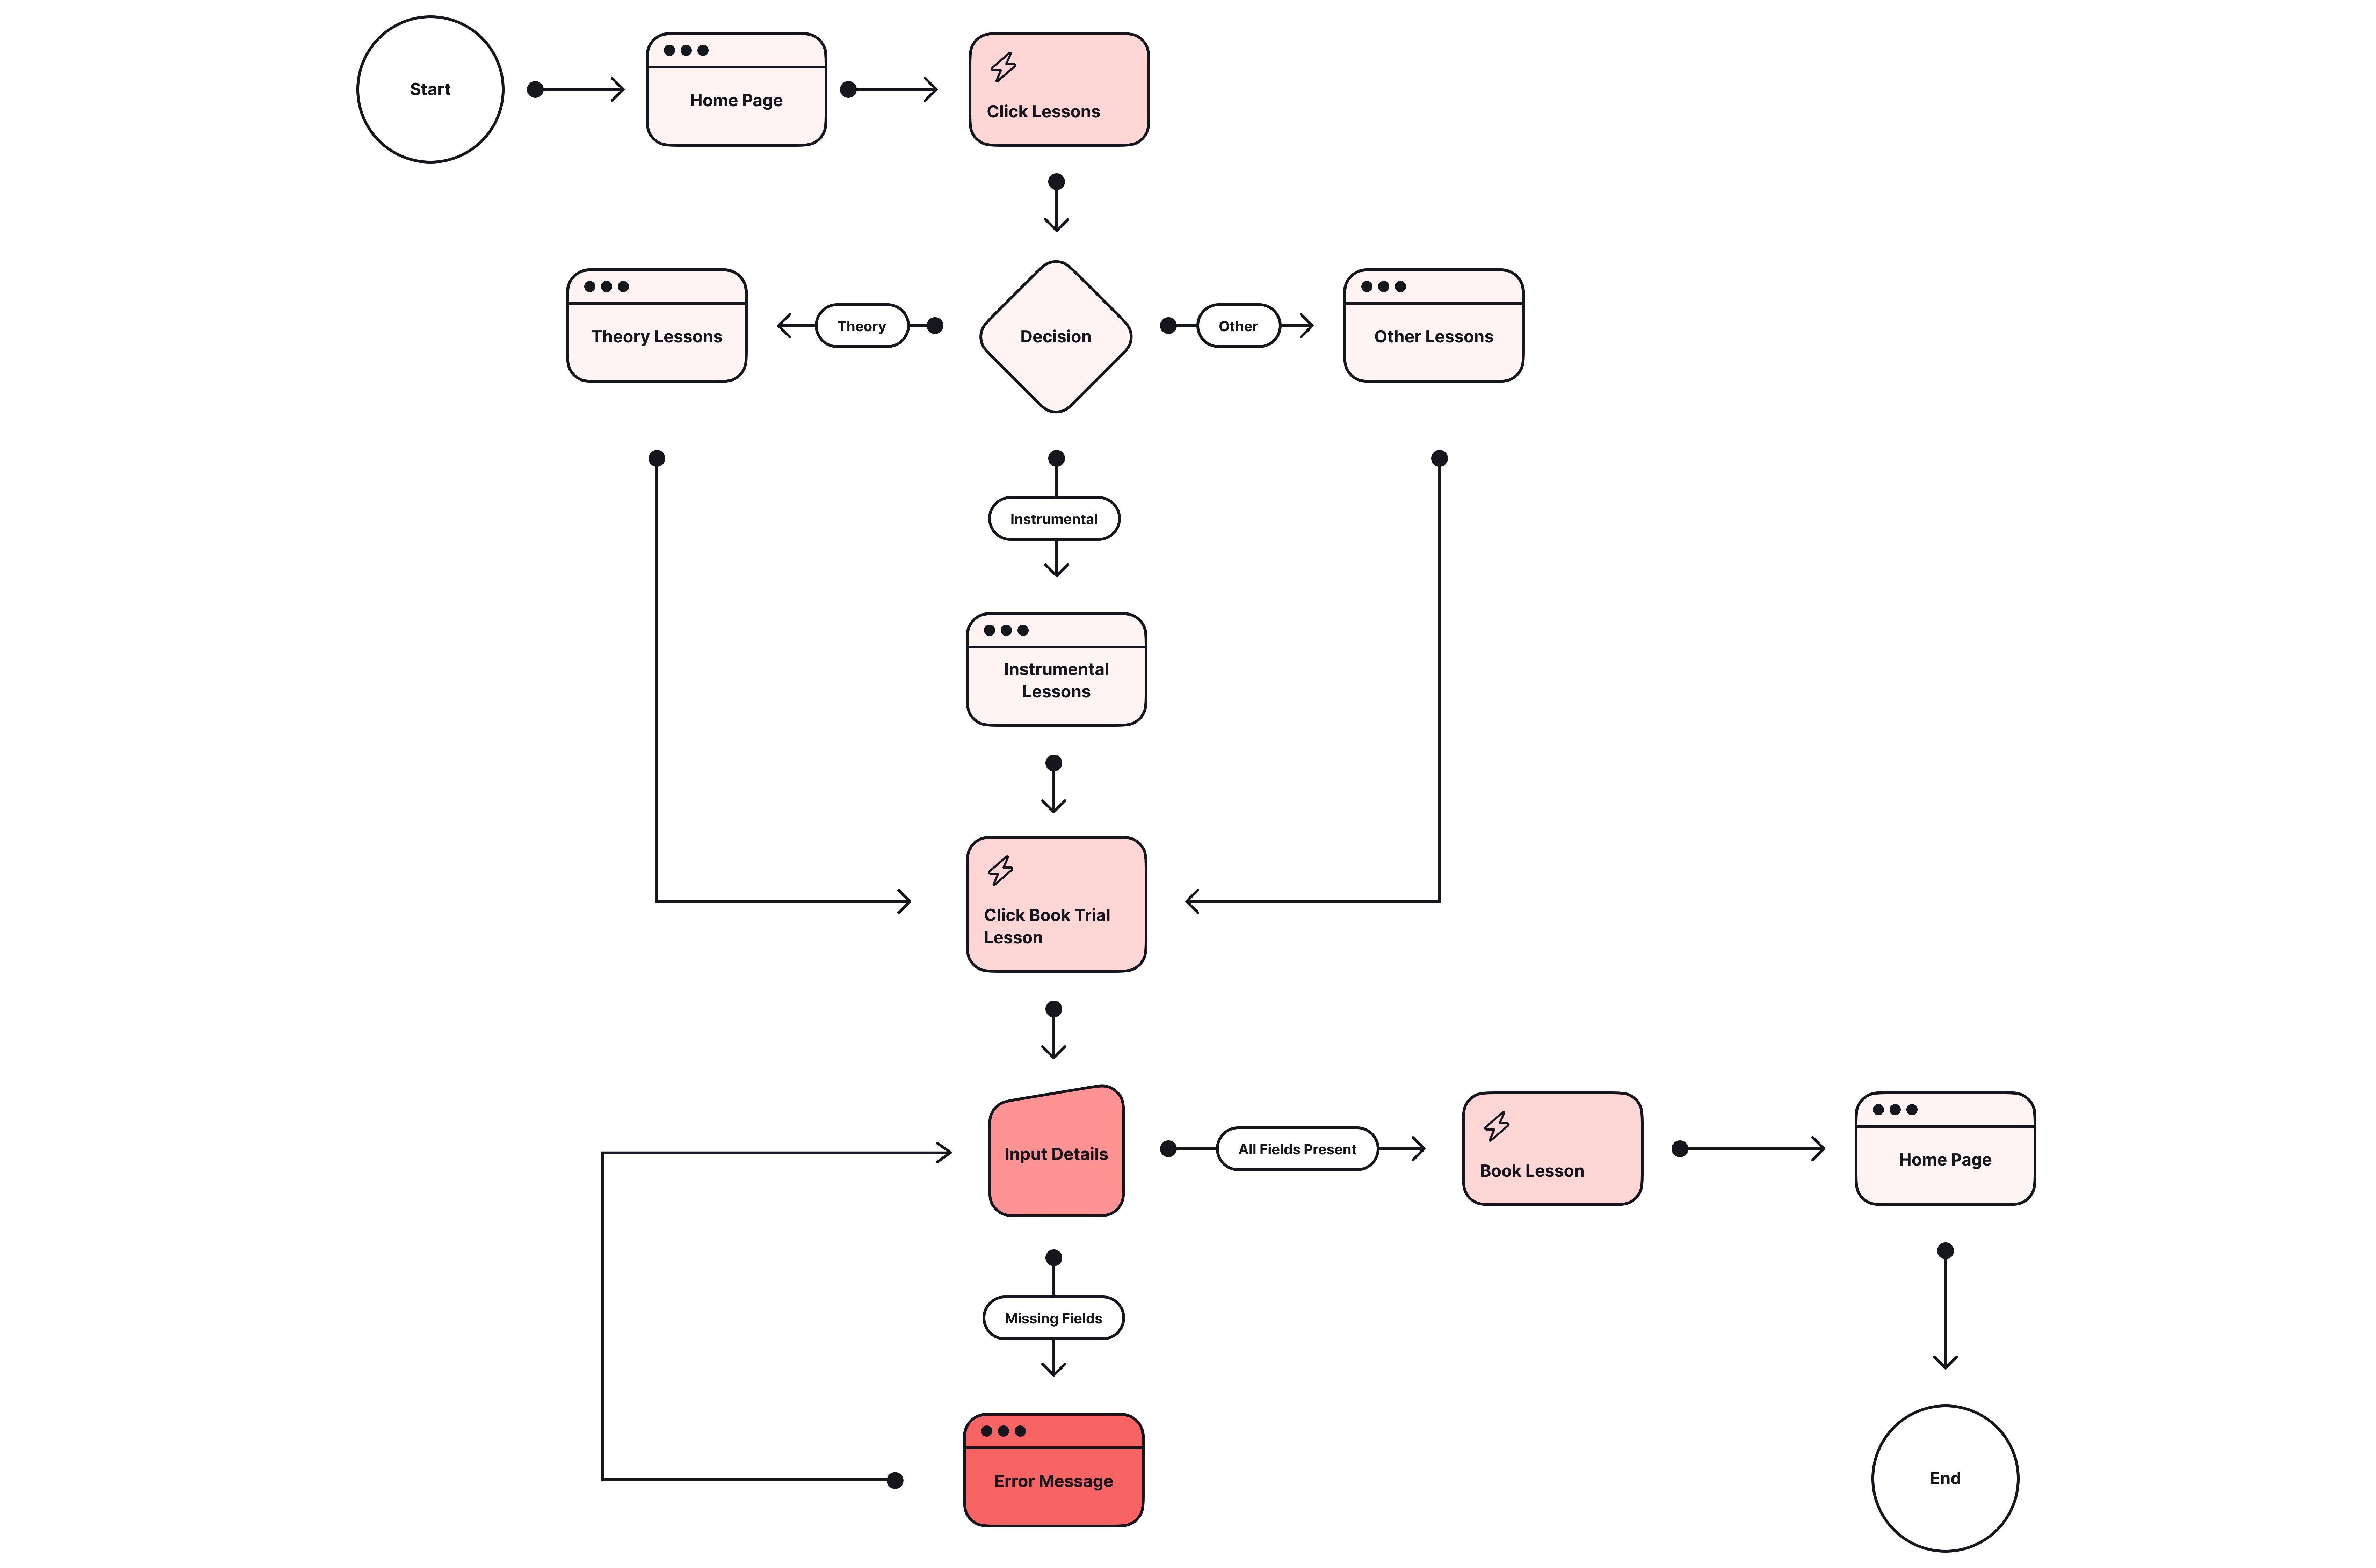 Start
Home Page
Click Lessons
Theory Lessons
Theory
Decision
Other
Other Lessons
Instrumental
Instrumental
Lessons
Click Book Trial
Lesson
Input Details
All Fields Present
Book Lesson
Home Page
Missing Fields
Error Message
End